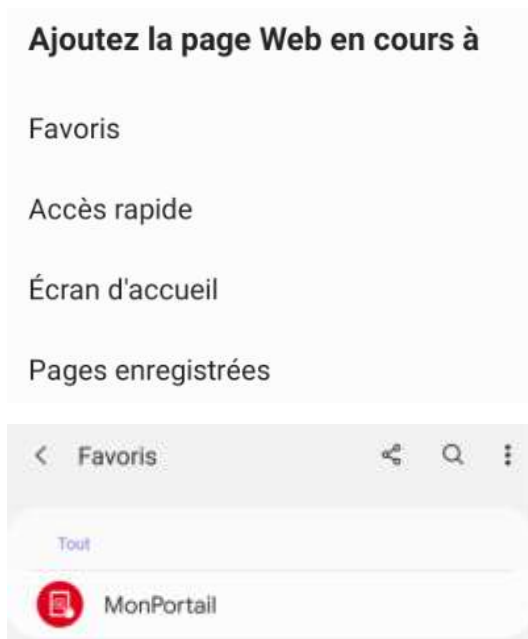 Ajoutez la page Web en cours à
Favoris
Accès rapide
Écran d'accueil
Pages enregistrées
Favoris
Tout
MonPortail